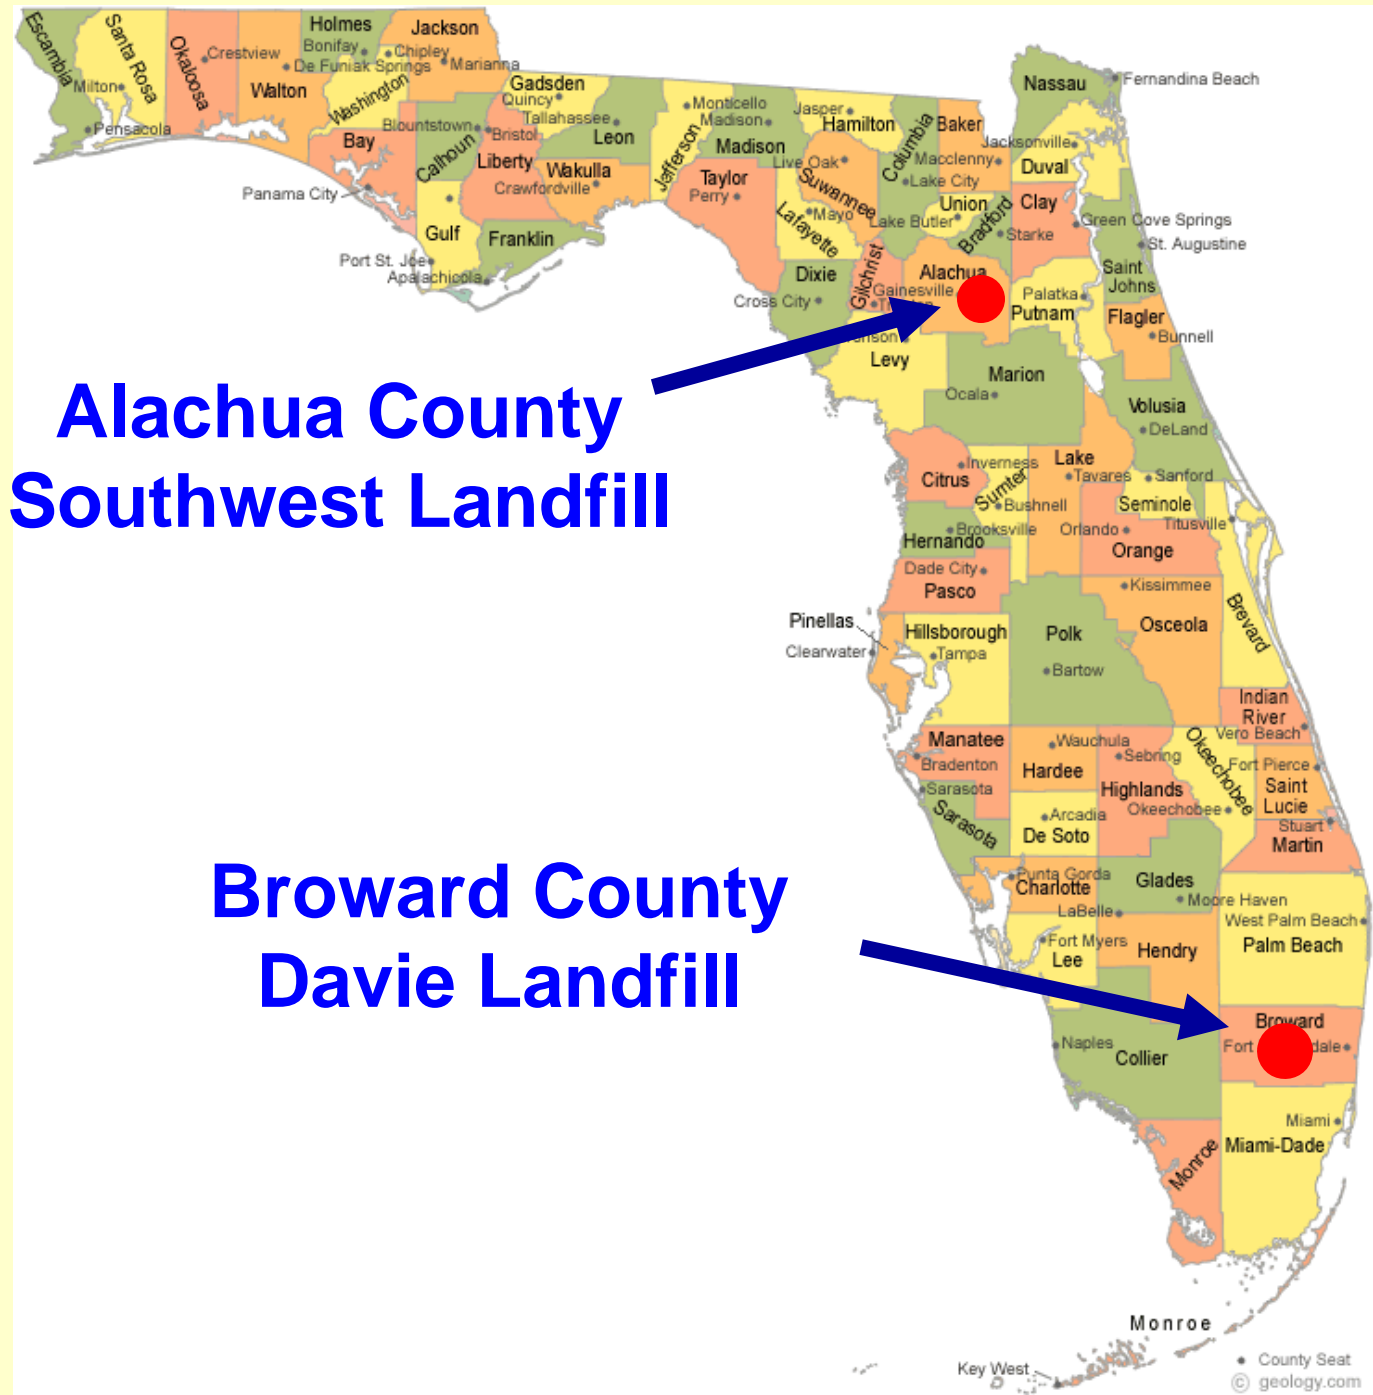 Escambia
Santa Rosa
Milton
Pensacola
Okaloosa
Crestview
Walton
De Funiak Springs
Holmes
Bonifay
Washington
Chipley
Jackson
Marianna
Bay
Panama City
Calhoun
Blountstown
Gulf
Port St. Joe
Liberty
Bristol
Franklin
Apalachicola
Gadsden
Quincy
Leon
Tallahassee
Wakulla
Crawfordville
Jefferson
Monticello
Madison
Madison
Taylor
Perry
Hamilton
Jasper
Suwannee
Live Oak
Lafayette
Mayo
Dixie
Cross City
Columbia
Lake City
Baker
Macclenny
Union
Lake Butler
Bradford
Starke
Gilchrist
Alachua
Gainesville
Nassau
Fernandina Beach
Duval
Jacksonville
Clay
Green Cove Springs
Saint
Johns
St. Augustine
Putnam
Palatka
Flagler
Bunnell
Levy
Marion
Ocala
Volusia
DeLand
Alachua County
Southwest Landfill
Citrus
Inverness
Sumter
Bushnell
Lake
Tavares
Seminole
Sanford
Hernando
Brooksville
Orange
Orlando
Titusville
Brevard
Pasco
Dade City
Pinellas
Clearwater
Hillsborough
Tampa
Polk
Bartow
Osceola
Kissimmee
Indian
River
Vero Beach
Manatee
Bradenton
Hardee
Wauchula
Highlands
Sebring
Okeechobee
Okeechobee
Saint
Lucie
Fort Pierce
Sarasota
Sarasota
De Soto
Arcadia
Martin
Stuart
Charlotte
Punta Gorda
Glades
Moore Haven
Broward County
Davie Landfill
Lee
Fort Myers
Hendry
LaBelle
Palm Beach
West Palm Beach
Collier
Naples
Broward
Fort
dale
Miami-Dade
Miami
Monroe
Monroe
Key West
County Seat
© geology.com